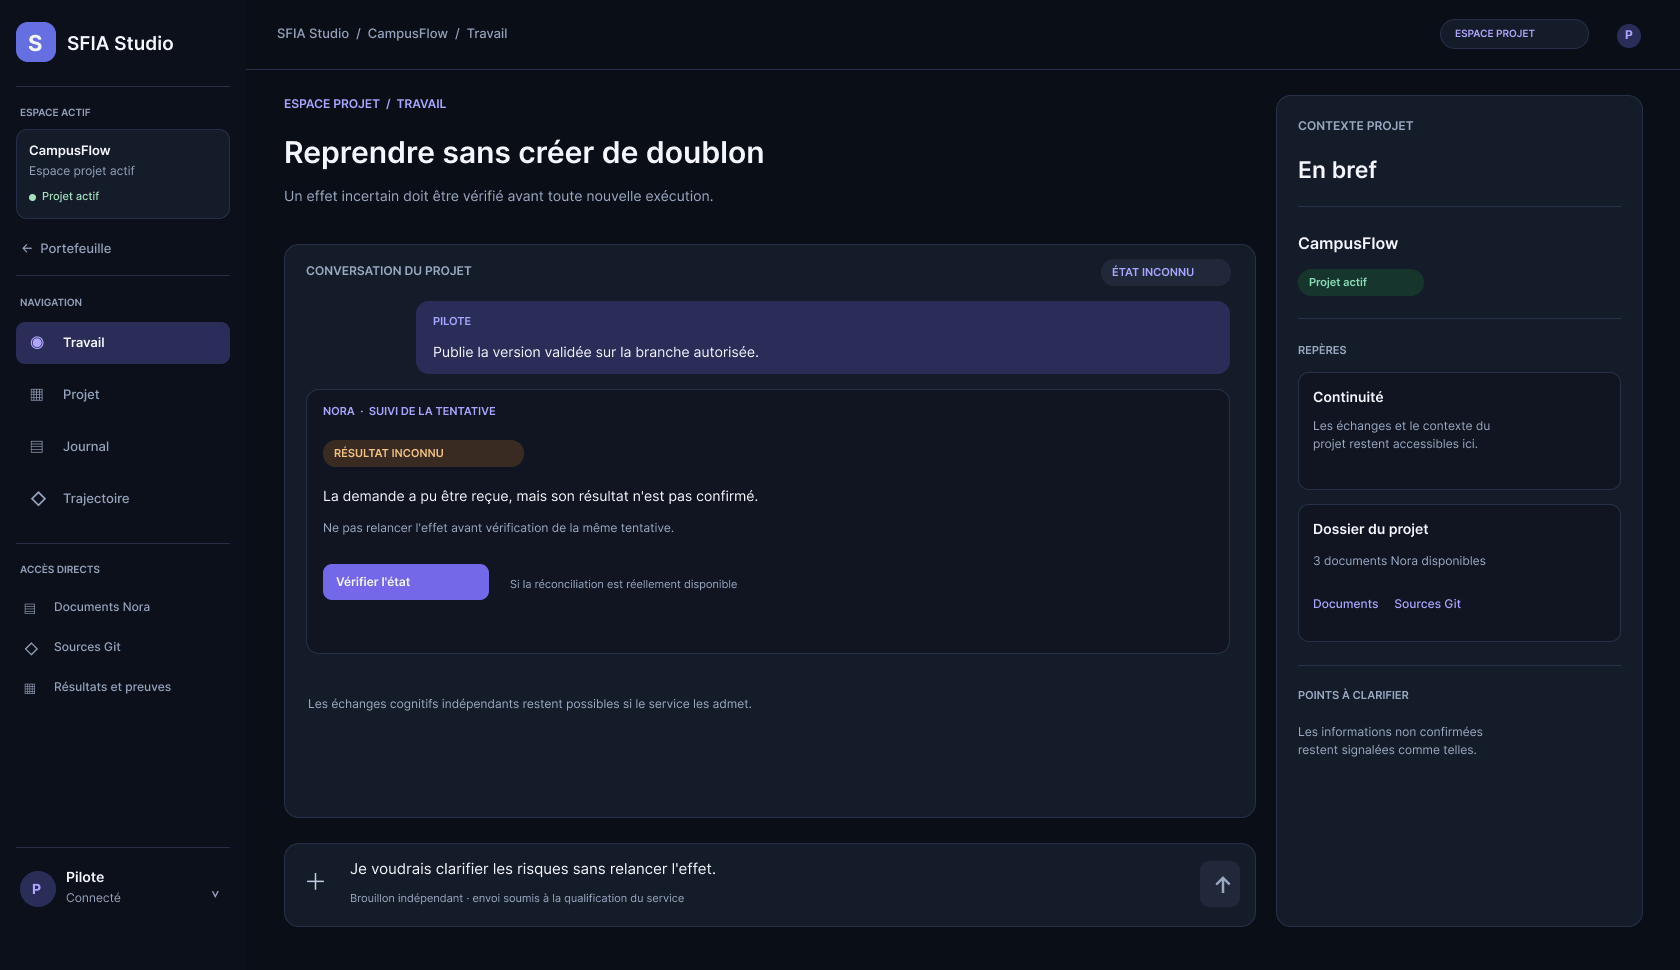 S SFIA Studio
ESPACE ACTIF
CampusFlow
Espace projet actif
Projet actif
← Portefeuille
NAVIGATION
Travail
Projet
Journal
Trajectoire
ACCÈS DIRECTS
Documents Nora
Sources Git
Résultats et preuves
P Pilote
Connecté
v
SFIA Studio / CampusFlow / Travail
ESPACE PROJET
P
ESPACE PROJET / TRAVAIL
Reprendre sans créer de doublon
Un effet incertain doit être vérifié avant toute nouvelle exécution.
CONVERSATION DU PROJET
ÉTAT INCONNU
PILOTE
Publie la version validée sur la branche autorisée.
NORA · SUIVI DE LA TENTATIVE
RÉSULTAT INCONNU
La demande a pu être reçue, mais son résultat n'est pas confirmé.
Ne pas relancer l'effet avant vérification de la même tentative.
Vérifier l'état
Si la réconciliation est réellement disponible
Les échanges cognitifs indépendants restent possibles si le service les admet.
Je voudrais clarifier les risques sans relancer l'effet.
Brouillon indépendant · envoi soumis à la qualification du service
CONTEXTE PROJET
En bref
CampusFlow
Projet actif
REPÈRES
Continuité
Les échanges et le contexte du
projet restent accessibles ici.
Dossier du projet
3 documents Nora disponibles
Documents Sources Git
POINTS À CLARIFIER
Les informations non confirmées
restent signalées comme telles.